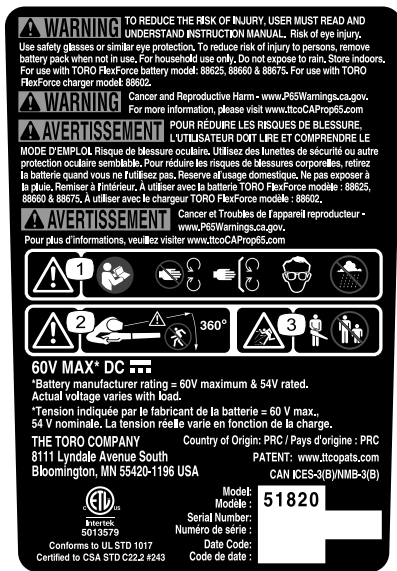 WARNING TO REDUCE THE RISK OF INJURY, USER MUST READ AND
UNDERSTAND INSTRUCTION MANUAL. Risk of eye injury.
Use safety glasses or similar eye protection. To reduce risk of injury to persons, remove
battery pack when not in use. For household use only. Do not expose to rain. Store indoors.
For use with TORO FlexForce battery model: 88625, 88660 & 88675. For use with TORO
FlexForce charger model: 88602.
WARNING Cancer and Reproductive Harm - www.P65Warnings.ca.gov.
For more information, please visit www.ttcoCAProp65.com
AVERTISSEMENT POUR RÉDUIRE LES RISQUES DE BLESSURE,
L'UTILISATEUR DOIT LIRE ET COMPRENDRE LE
MODE D'EMPLOI. Risque de blessure oculaire. Utilisez des lunettes de sécurité ou autre
protection oculaire semblable. Pour réduire les risques de blessures corporelles, retirez
la batterie quand vous ne l'utilisez pas. Reserve al'usage domestique. Ne pas exposer à
la pluie. Remiser à l'intérieur. À utiliser avec la batterie TORO FlexForce modèle : 88625,
88660 & 88675. À utiliser avec le chargeur TORO FlexForce modèle : 88602.
AVERTISSEMENT Cancer et Troubles de l'appareil reproducteur -
www.P65Warnings.ca.gov.
Pour plus d'informations, veuillez visiter www.ttcoCAProp65.com
1
2
360°
3
60V MAX* DC
*Battery manufacturer rating = 60V maximum & 54V rated.
Actual voltage varies with load.
*Tension indiquée par le fabricant de la batterie = 60 V max.,
54 V nominale. La tension réelle varie en fonction de la charge.
THE TORO COMPANY
8111 Lyndale Avenue South
Bloomington, MN 55420-1196 USA
Country of Origin: PRC / Pays d'origine : PRC
PATENT: www.ttcopats.com
CAN ICES-3(B)/NMB-3(B)
C ETL US
Intertek
5013579
Conforms to UL STD 1017
Certified to CSA STD C22.2 #243
Model:
Modèle :
51820
Serial Number:
Numéro de série :
Date Code:
Code de date :